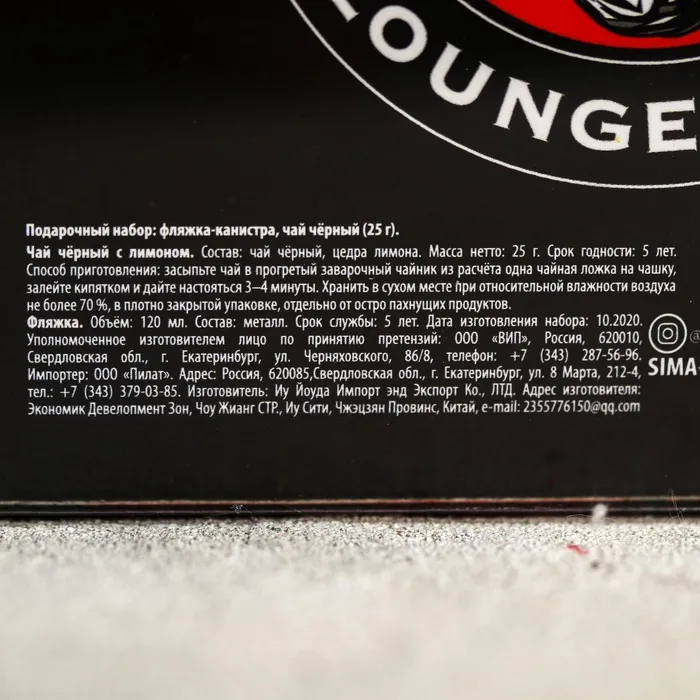 LOUNGE
Подарочный набор: фляжка-канистра, чай чёрный (25 г).
Чай чёрный с лимоном. Состав: чай чёрный, цедра лимона. Масса нетто: 25 г. Срок годности: 5 лет.
Способ приготовления: засыпьте чай в прогретый заварочный чайник из расчёта одна чайная ложка на чашку,
залейте кипятком и дайте настояться 3–4 минуты. Хранить в сухом месте при относительной влажности воздуха
не более 70 %, в плотно закрытой упаковке, отдельно от остро пахнущих продуктов.
Фляжка. Объём: 120 мл. Состав: металл. Срок службы: 5 лет. Дата изготовления набора: 10.2020.
Уполномоченное изготовителем лицо по принятию претензий: ООО «ВИП», Россия, 620010,
Свердловская обл., г. Екатеринбург, ул. Черняховского, 86/8, телефон: +7 (343) 287-56-96.
Импортер: ООО «Пилат». Адрес: Россия, 620085,Свердловская обл., г. Екатеринбург, ул. 8 Марта, 212-4,
тел.: +7 (343) 379-03-85. Изготовитель: Иу Йоуда Импорт энд Экспорт Ко., ЛТД. Адрес изготовителя:
Экономик Девелопмент Зон, Чоу Жианг СТР., Иу Сити, Чжэцзян Провинс, Китай, e-mail: 2355776150@qq.com
@
SIMA-